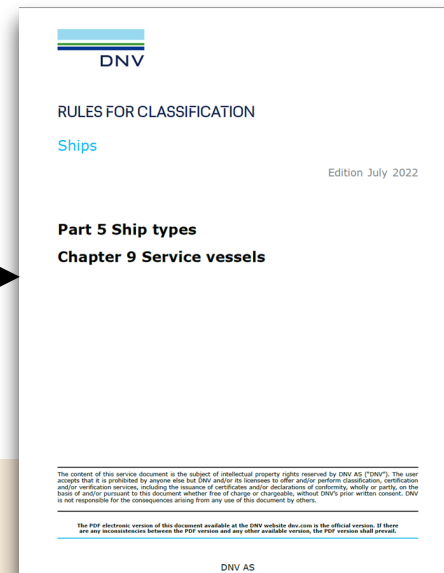 DNV
RULES FOR CLASSIFICATION
Ships
Edition July 2022
Part 5 Ship types
Chapter 9 Service vessels
The content of this service document is the subject of intellectual property rights reserved by DNV AS ("DNV"). The user
accepts that it is prohibited by anyone else but DNV and/or its licensees to offer and/or perform classification, certification
and/or verification services, including the issuance of certificates and/or declarations of conformity, wholly or partly, on the
basis of and/or pursuant to this document whether free of charge or chargeable, without DNV's prior written consent. DNV
is not responsible for the consequences arising from any use of this document by others.
The PDF electronic version of this document available at the DNV website dnv.com is the official version. If there
are any inconsistencies between the PDF version and any other available version, the PDF version shall prevail.
DNV AS